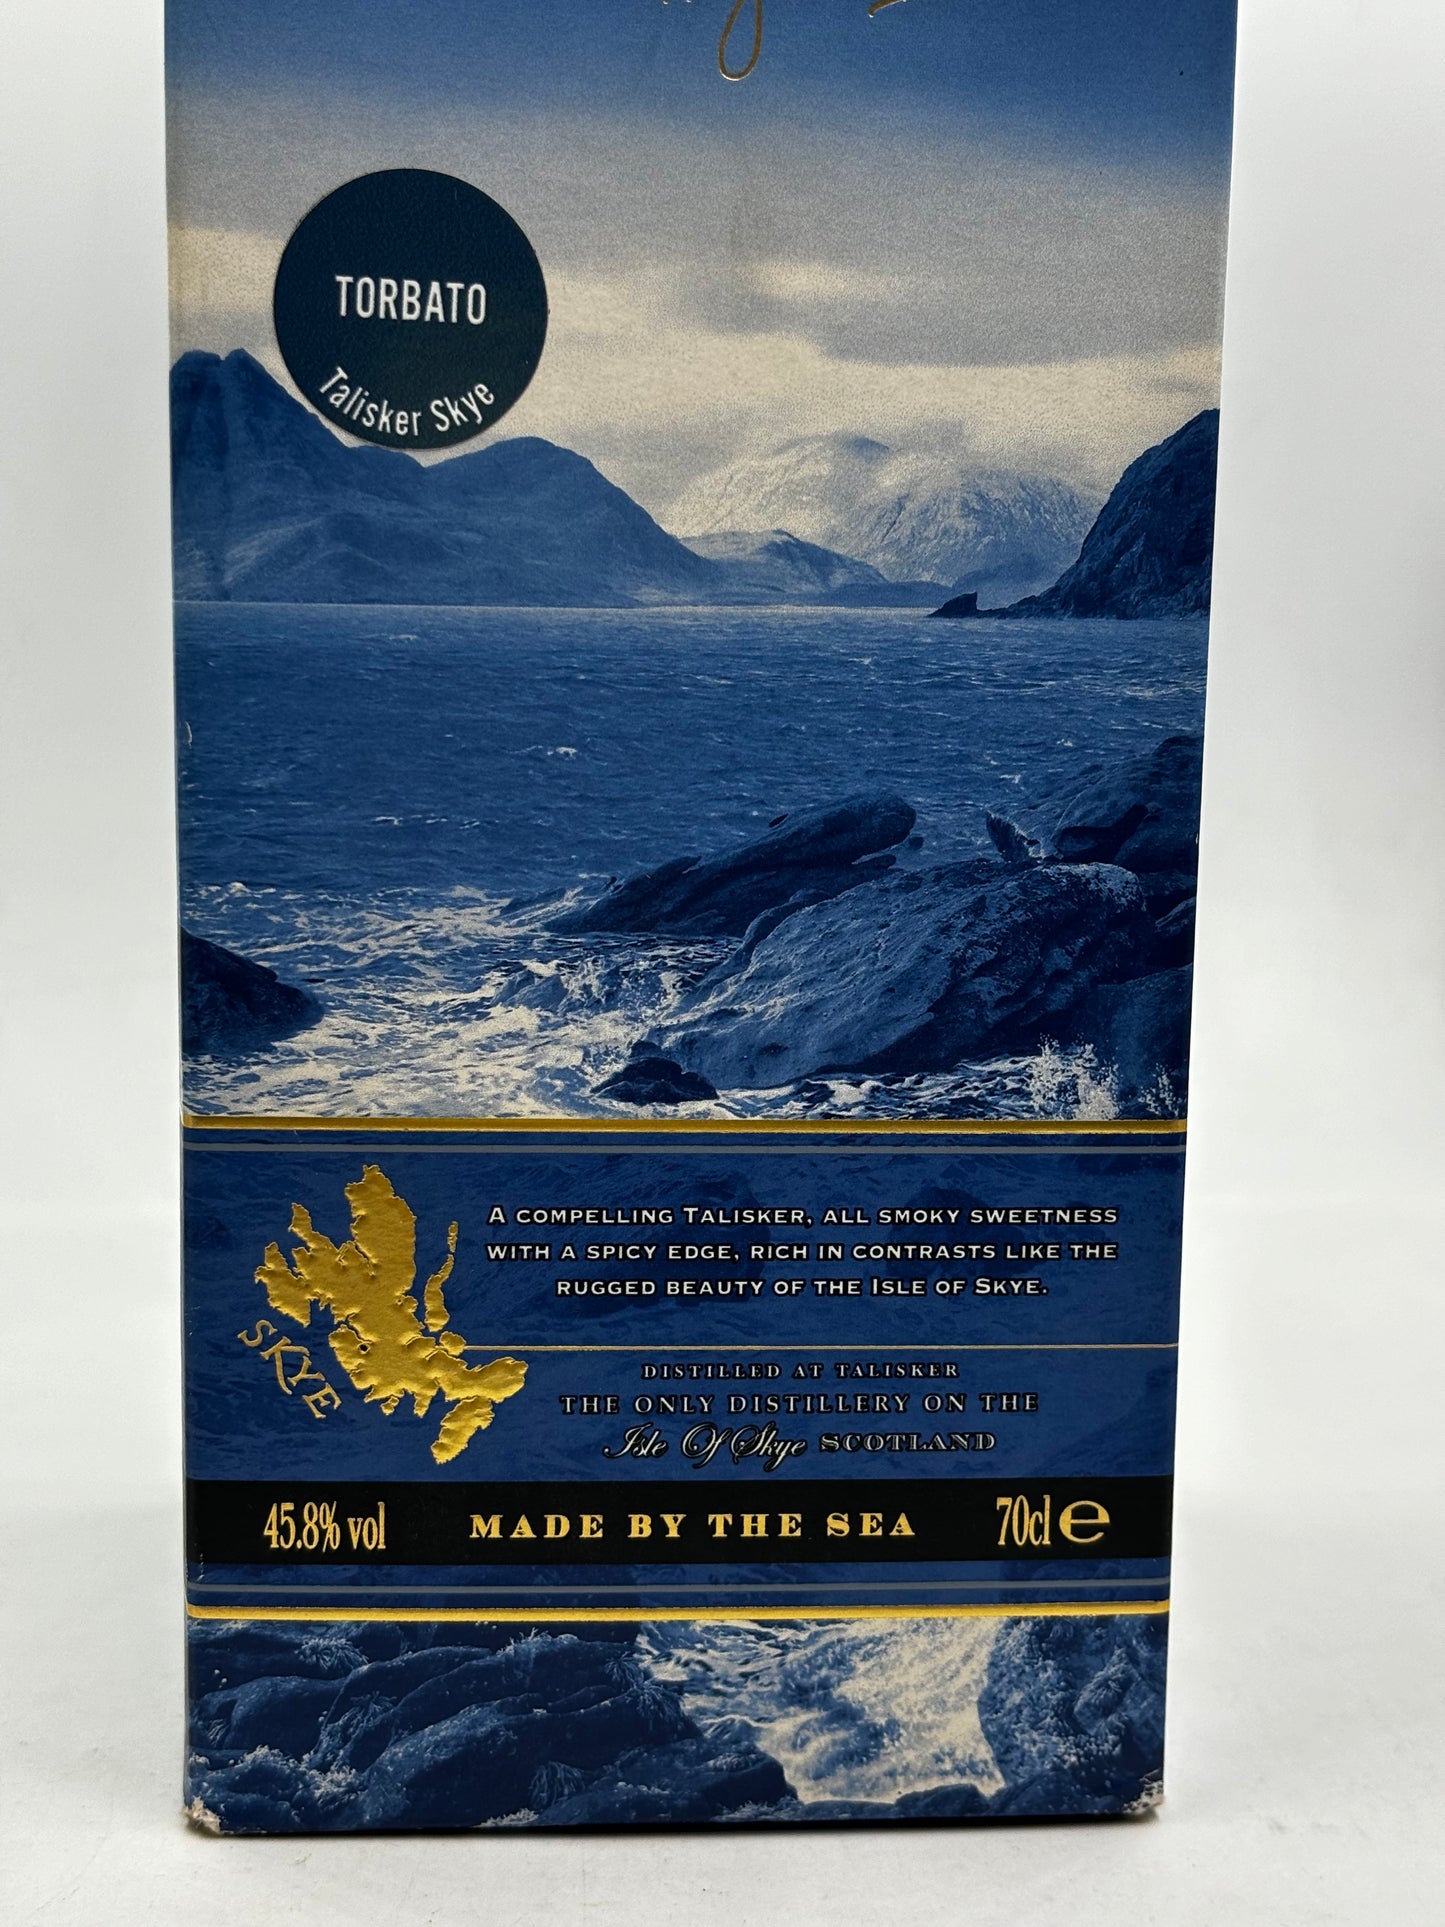 TORBATO
Talisker Skye
A COMPELLING TALISKER, ALL SMOKY SWEETNESS
WITH A SPICY EDGE, RICH IN CONTRASTS LIKE THE
RUGGED BEAUTY OF THE ISLE OF SKYE.
SKYE
DISTILLED AT TALISKER
THE ONLY DISTILLERY ON THE
Isle Of Skye SCOTLAND
45.8% vol MADE BY THE SEA 70cl e